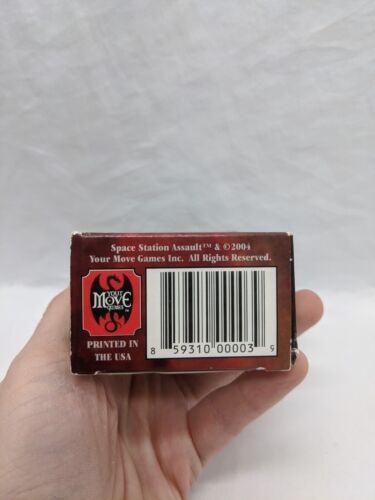 Space Station Assault™ & ©2004
Your Move Games Inc. All Rights Reserved.
YOUR
MOVE
GAMES
™
PRINTED IN
THE USA
8 59310 00003 9